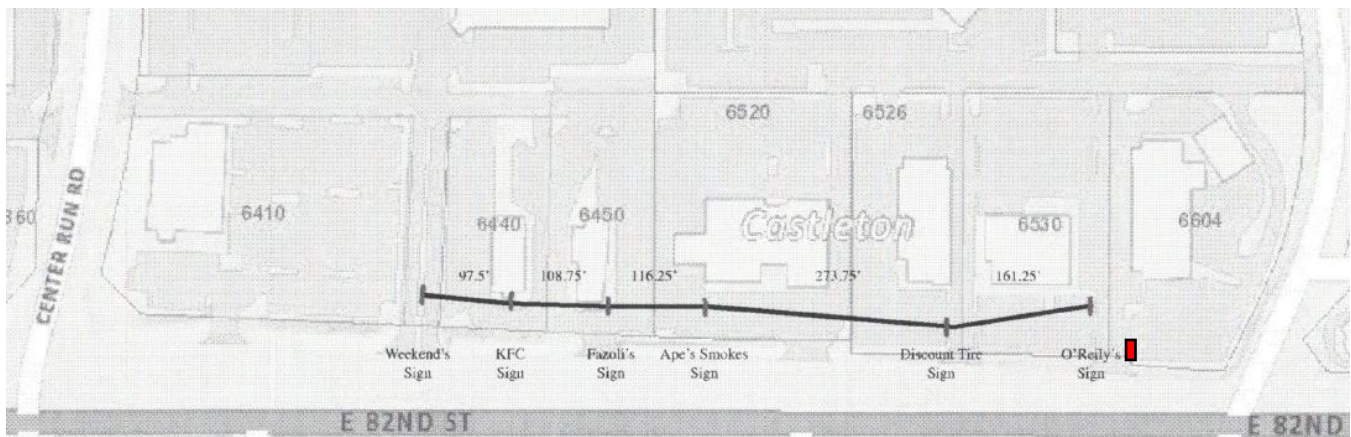 6520
6526
6410
6440
6450
Castleton
6530
6604
360
CENTER RUN RD
97.5'
108.75'
116.25'
273.75'
161.25'
Weekend's
Sign
KFC
Sign
Fazoli's
Sign
Ape's Smokes
Sign
Discount Tire
Sign
O'Reily's
Sign
E 82ND ST
E 82ND